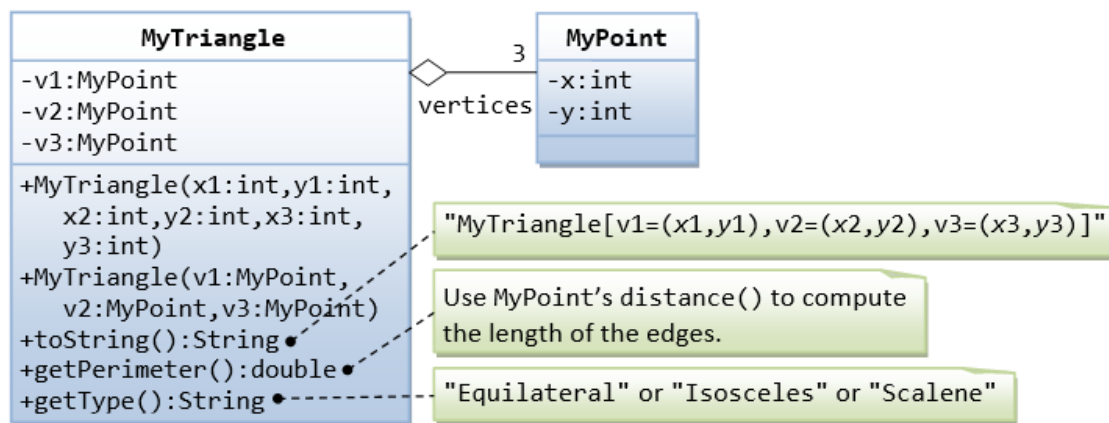 MyTriangle
-v1:MyPoint
-v2:MyPoint
-v3:MyPoint
+MyTriangle(x1:int,y1:int,
x2:int,y2:int,x3:int,
y3:int)
+MyTriangle(v1:MyPoint,
v2:MyPoint,v3:MyPoint)
+toString():String
+getPerimeter():double
+getType():String
3
vertices
MyPoint
-x:int
-y:int
"MyTriangle[v1=(x1,y1),v2=(x2,y2),v3=(x3,y3)]"
Use MyPoint’s distance() to compute
the length of the edges.
"Equilateral" or "Isosceles" or "Scalene"